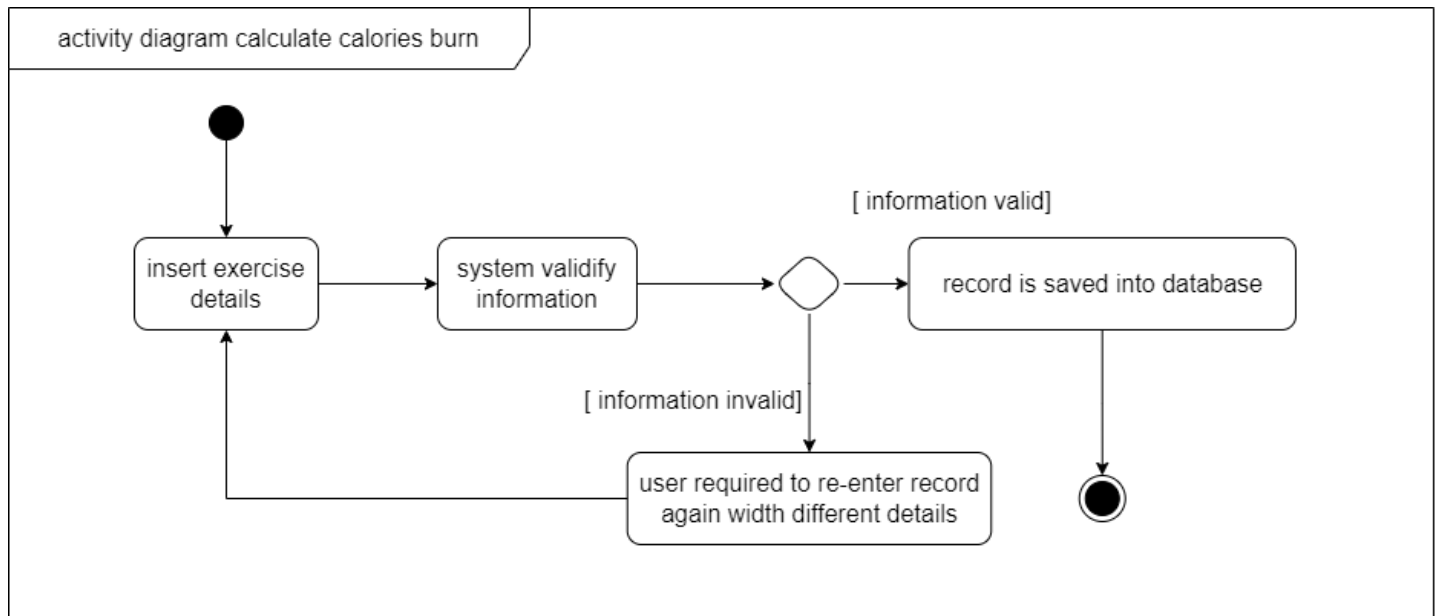 activity diagram calculate calories burn
[ information valid]
insert exercise
details
system validify
information
record is saved into database
[ information invalid]
user required to re-enter record
again width different details